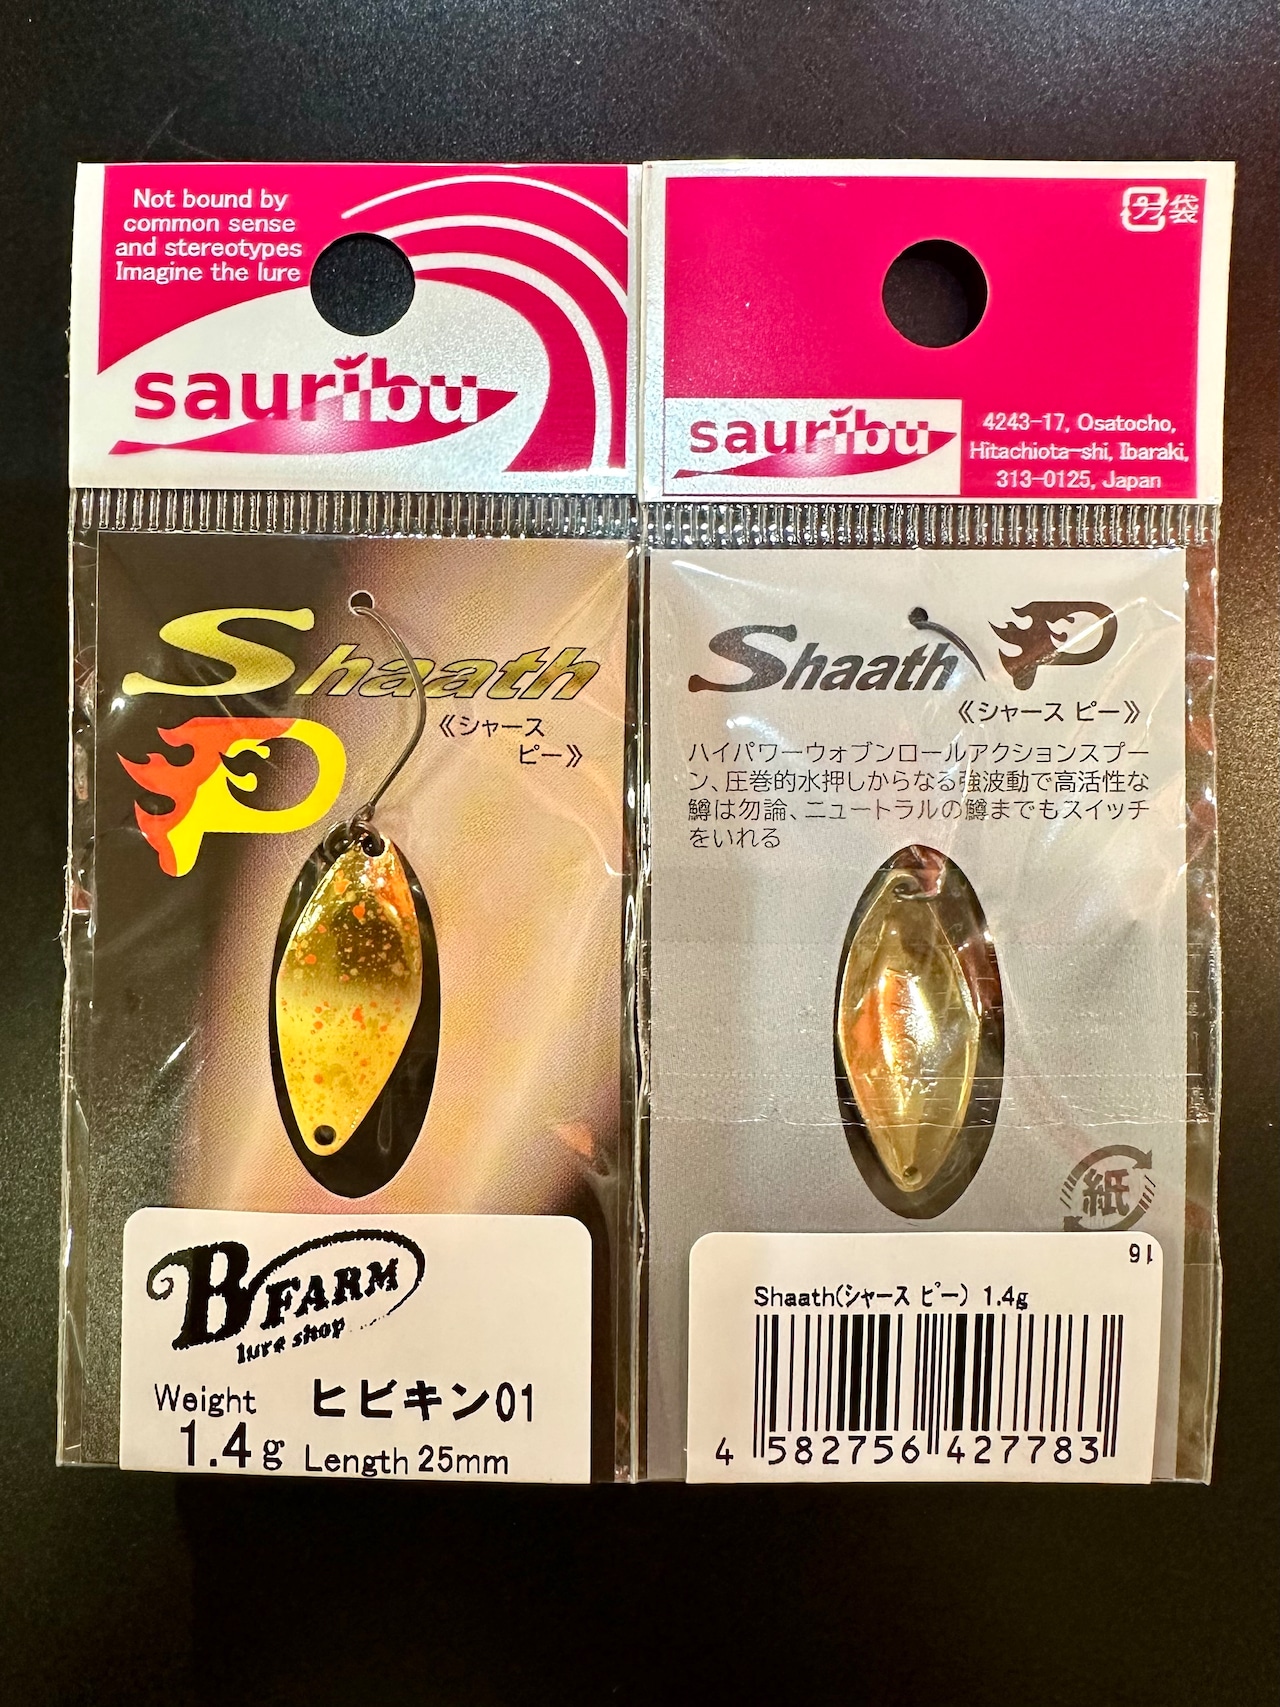 Not bound by
common sense
and stereotypes
Imagine the lure
sauribu
Shaath
《シャース
ピー》
P
B FARM
lure shop
Weight ヒビキン01
1.4g Length 25mm
プラ 袋
sauribu
4243-17, Osatocho,
Hitachiota-shi, Ibaraki,
313-0125, Japan
Shaath P
《シャース ピー》
ハイパワーウォブンロールアクションスプー
ン、圧巻的水押しからなる強波動で高活性な
鱒は勿論、ニュートラルの鱒までもスイッチ
をいれる
紙
16
Shaath(シャース ピー) 1.4g
4 582756 427783